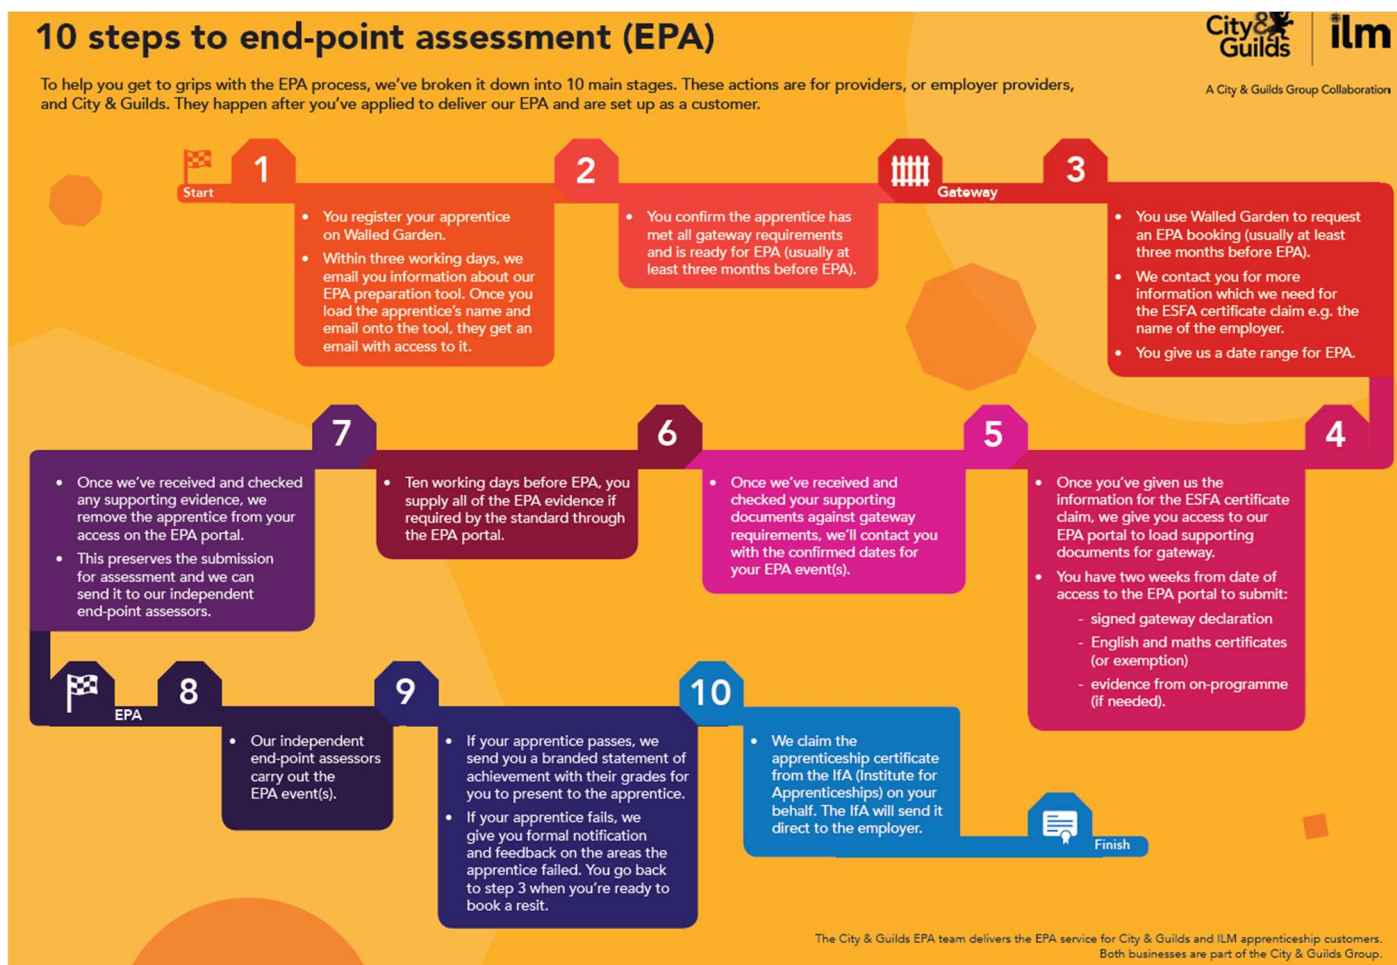 10 steps to end-point assessment (EPA)
City &
Guilds
ilm
To help you get to grips with the EPA process, we've broken it down into 10 main stages. These actions are for providers, or employer providers,
and City & Guilds. They happen after you've applied to deliver our EPA and are set up as a customer.
A City & Guilds Group Collaboration
Start
1
• You register your apprentice
on Walled Garden.
• Within three working days, we
email you information about our
EPA preparation tool. Once you
load the apprentice's name and
email onto the tool, they get an
email with access to it.
2
• You confirm the apprentice has
met all gateway requirements
and is ready for EPA (usually at
least three months before EPA).
Gateway
3
• You use Walled Garden to request
an EPA booking (usually at least
three months before EPA).
• We contact you for more
information which we need for
the ESFA certificate claim e.g. the
name of the employer.
• You give us a date range for EPA.
4
• Once you've given us the
information for the ESFA certificate
claim, we give you access to our
EPA portal to load supporting
documents for gateway.
• You have two weeks from date of
access to the EPA portal to submit:
- signed gateway declaration
- English and maths certificates
(or exemption)
- evidence from on-programme
(if needed).
5
• Once we've received and
checked your supporting
documents against gateway
requirements, we'll contact you
with the confirmed dates for
your EPA event(s).
6
• Ten working days before EPA, you
supply all of the EPA evidence if
required by the standard through
the EPA portal.
7
• Once we've received and checked
any supporting evidence, we
remove the apprentice from your
access on the EPA portal.
• This preserves the submission
for assessment and we can
send it to our independent
end-point assessors.
EPA
8
• Our independent
end-point assessors
carry out the
EPA event(s).
9
• If your apprentice passes, we
send you a branded statement of
achievement with their grades for
you to present to the apprentice.
• If your apprentice fails, we
give you formal notification
and feedback on the areas the
apprentice failed. You go back
to step 3 when you're ready to
book a resit.
10
• We claim the
apprenticeship certificate
from the IfA (Institute for
Apprenticeships) on your
behalf. The IfA will send it
direct to the employer.
Finish
The City & Guilds EPA team delivers the EPA service for City & Guilds and ILM apprenticeship customers.
Both businesses are part of the City & Guilds Group.